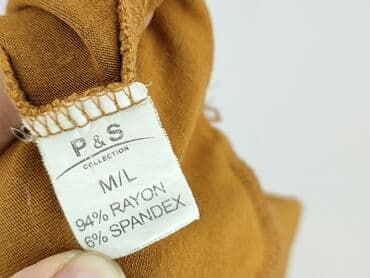 P & S
COLLECTION
M/L
94% RAYON
6% SPANDEX